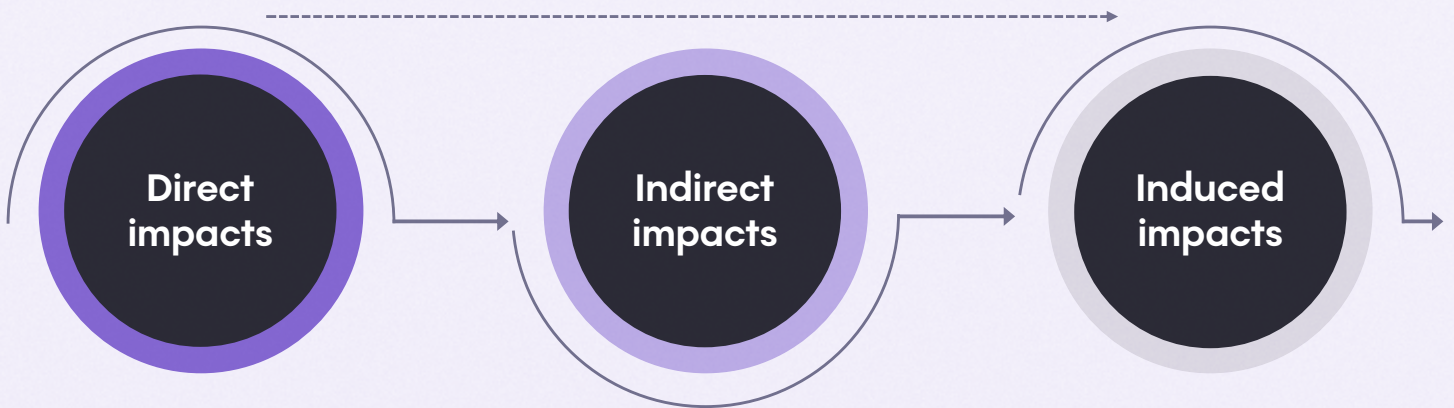 Direct
impacts
Indirect
impacts
Induced
impacts